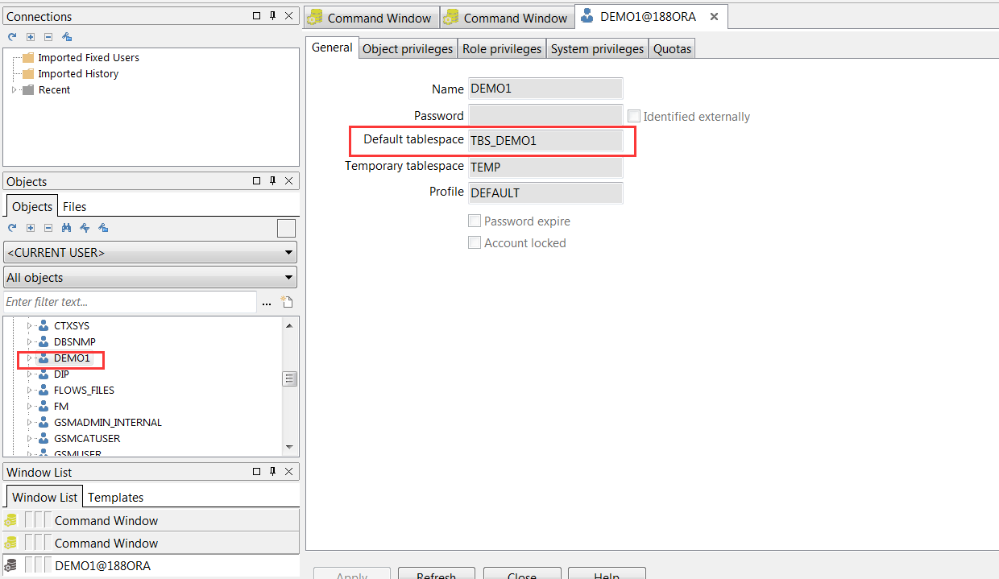 Connections
Imported Fixed Users
Imported History
Recent
Objects
Objects Files
<CURRENT USER>
All objects
Enter filter text... ...
CTXSYS
DBSNMP
DEMO1
DIP
FLOWS_FILES
FM
GSMADMIN_INTERNAL
GSMCATUSER
GSMUSER
Window List
Window List Templates
Command Window
Command Window
DEMO1@188ORA
Command Window Command Window DEMO1@188ORA
General Object privileges Role privileges System privileges Quotas
Name DEMO1
Password Identified externally
Default tablespace TBS_DEMO1
Temporary tablespace TEMP
Profile DEFAULT
Password expire
Account locked
Apply Refresh Close Help